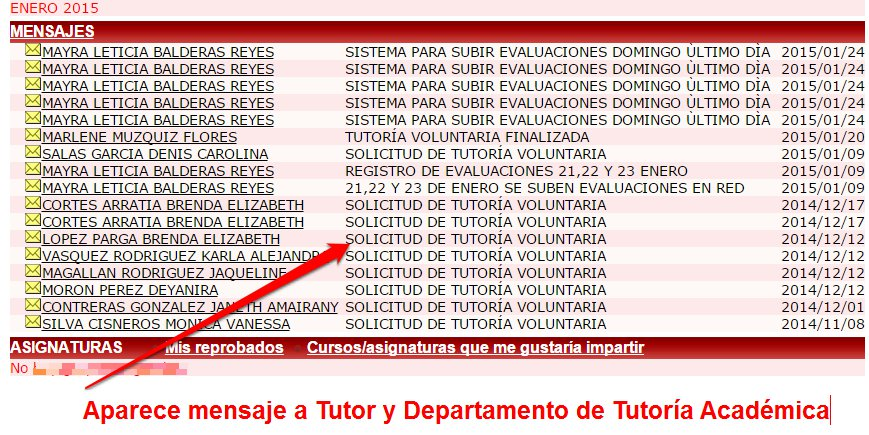 ENERO 2015
MENSAJES
MAYRA LETICIA BALDERAS REYES SISTEMA PARA SUBIR EVALUACIONES DOMINGO ÙLTIMO DÌA 2015/01/24
MAYRA LETICIA BALDERAS REYES SISTEMA PARA SUBIR EVALUACIONES DOMINGO ÙLTIMO DÌA 2015/01/24
MAYRA LETICIA BALDERAS REYES SISTEMA PARA SUBIR EVALUACIONES DOMINGO ÙLTIMO DÌA 2015/01/24
MAYRA LETICIA BALDERAS REYES SISTEMA PARA SUBIR EVALUACIONES DOMINGO ÙLTIMO DÌA 2015/01/24
MAYRA LETICIA BALDERAS REYES SISTEMA PARA SUBIR EVALUACIONES DOMINGO ÙLTIMO DÌA 2015/01/24
MARLENE MUZQUIZ FLORES TUTORÍA VOLUNTARIA FINALIZADA 2015/01/20
SALAS GARCIA DENIS CAROLINA SOLICITUD DE TUTORÍA VOLUNTARIA 2015/01/09
MAYRA LETICIA BALDERAS REYES REGISTRO DE EVALUACIONES 21,22 Y 23 ENERO 2015/01/09
MAYRA LETICIA BALDERAS REYES 21,22 Y 23 DE ENERO SE SUBEN EVALUACIONES EN RED 2015/01/09
CORTES ARRATIA BRENDA ELIZABETH SOLICITUD DE TUTORÍA VOLUNTARIA 2014/12/17
CORTES ARRATIA BRENDA ELIZABETH SOLICITUD DE TUTORÍA VOLUNTARIA 2014/12/17
LOPEZ PARGA BRENDA ELIZABETH SOLICITUD DE TUTORÍA VOLUNTARIA 2014/12/12
VASQUEZ RODRIGUEZ KARLA ALEJANDR SOLICITUD DE TUTORÍA VOLUNTARIA 2014/12/12
MAGALLAN RODRIGUEZ JAQUELINE SOLICITUD DE TUTORÍA VOLUNTARIA 2014/12/12
MORON PEREZ DEYANIRA SOLICITUD DE TUTORÍA VOLUNTARIA 2014/12/12
CONTRERAS GONZALEZ JANETH AMAIRANY SOLICITUD DE TUTORÍA VOLUNTARIA 2014/12/01
SILVA CISNEROS MONICA VANESSA SOLICITUD DE TUTORÍA VOLUNTARIA 2014/11/08
ASIGNATURAS Mis reprobados Cursos/asignaturas que me gustaría impartir
No
Aparece mensaje a Tutor y Departamento de Tutoría Académica